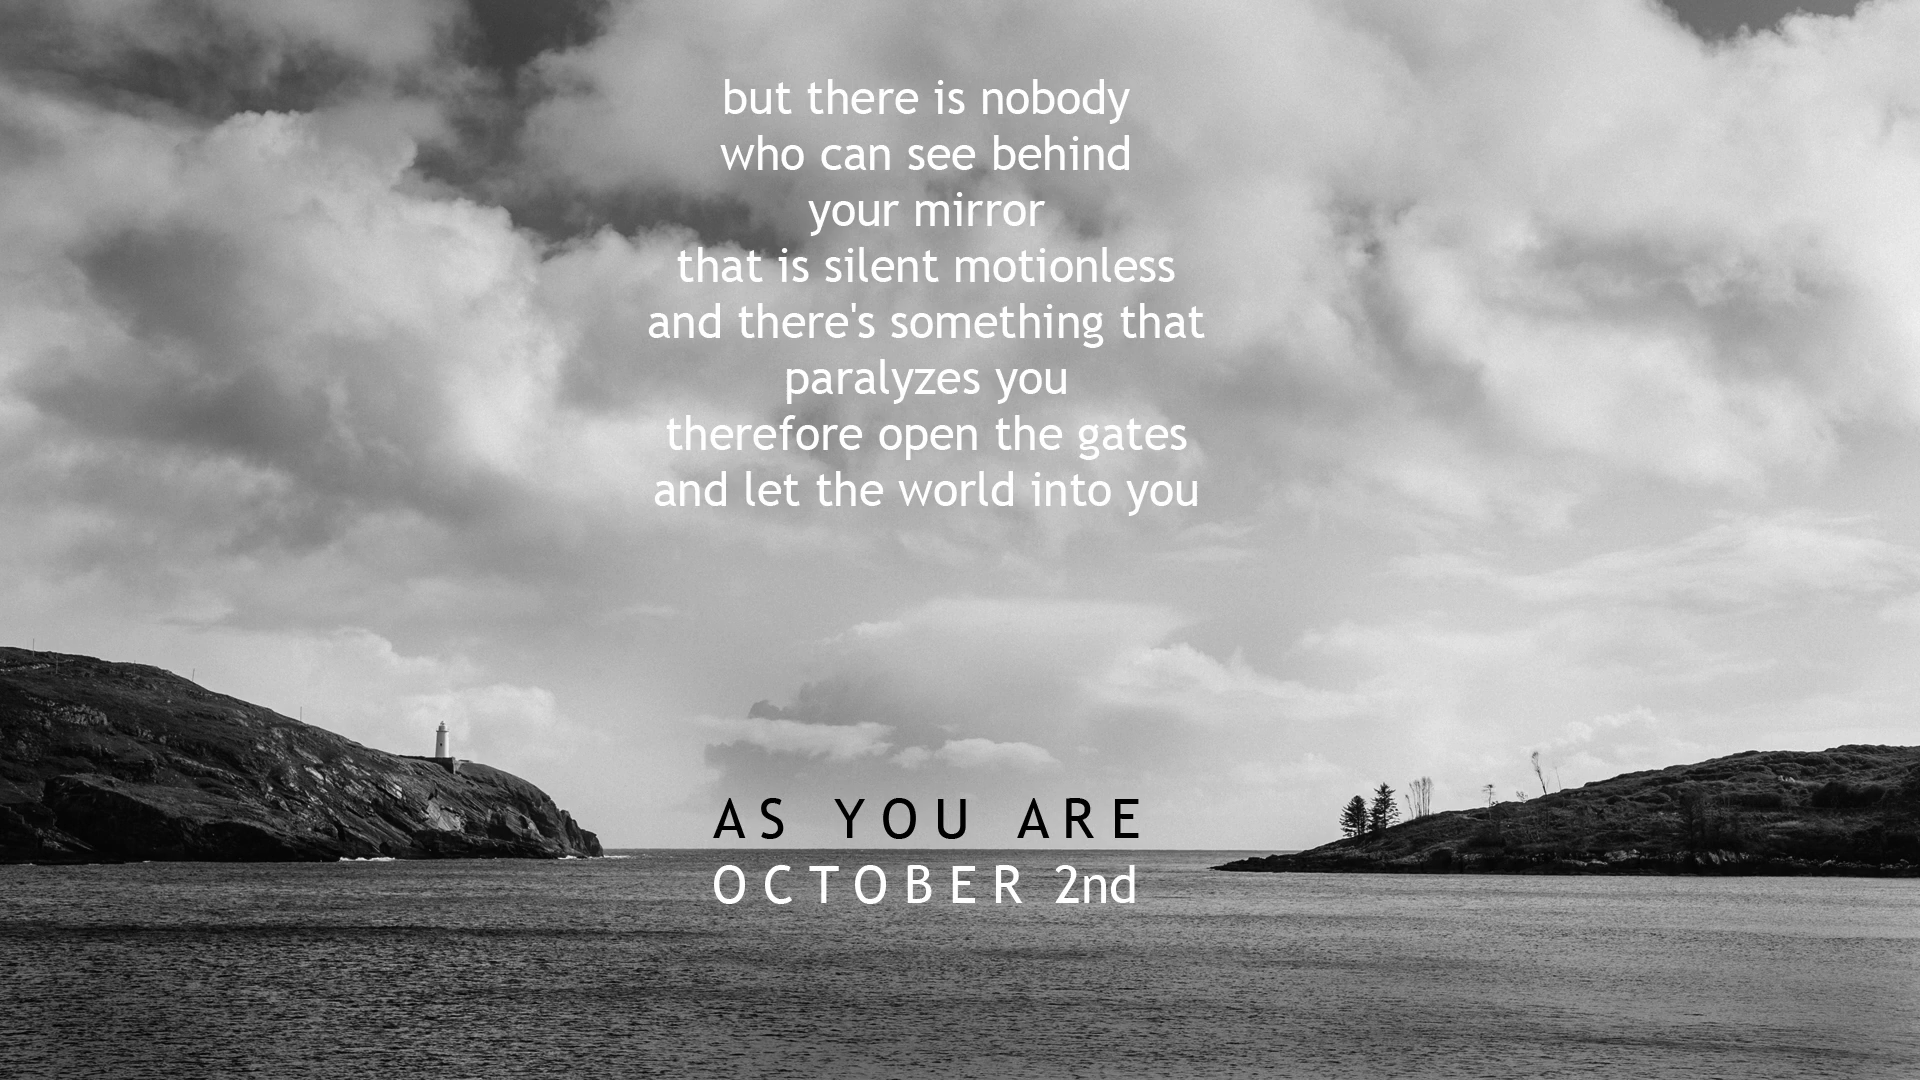 but there is nobody
who can see behind
your mirror
that is silent motionless
and there's something that
paralyzes you
therefore open the gates
and let the world into you
AS YOU ARE
OCTOBER 2nd